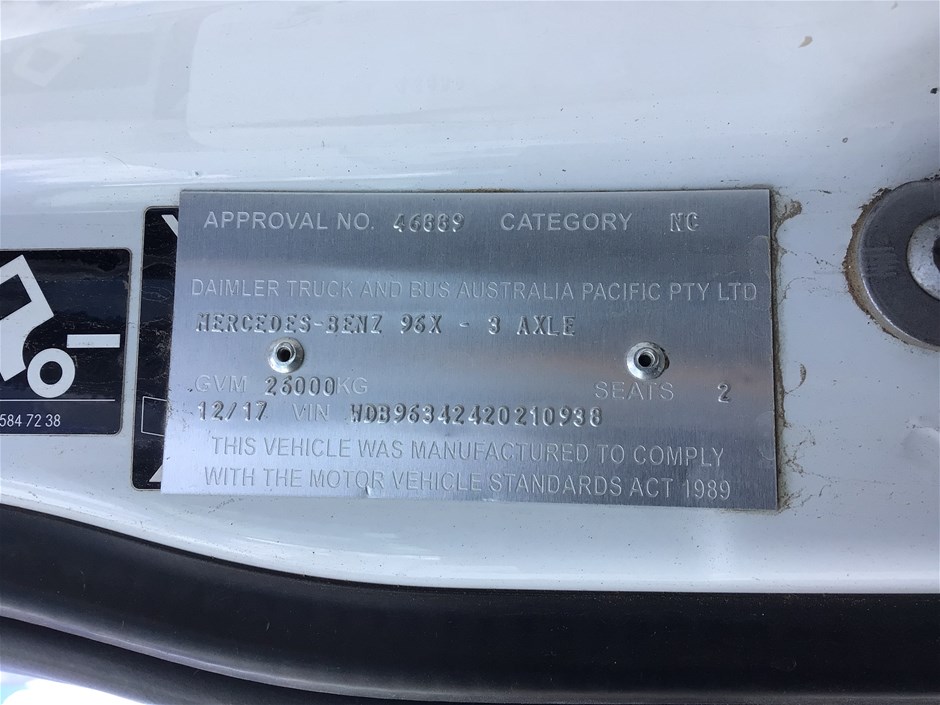 APPROVAL NO. 46889 CATEGORY NC
DAIMLER TRUCK AND BUS AUSTRALIA PACIFIC PTY LTD
MERCEDES-BENZ 96X - 3 AXLE
GVM 26000KG SEATS 2
12/17 VIN WDB96342420210938
THIS VEHICLE WAS MANUFACTURED TO COMPLY
WITH THE MOTOR VEHICLE STANDARDS ACT 1989
584 72 38